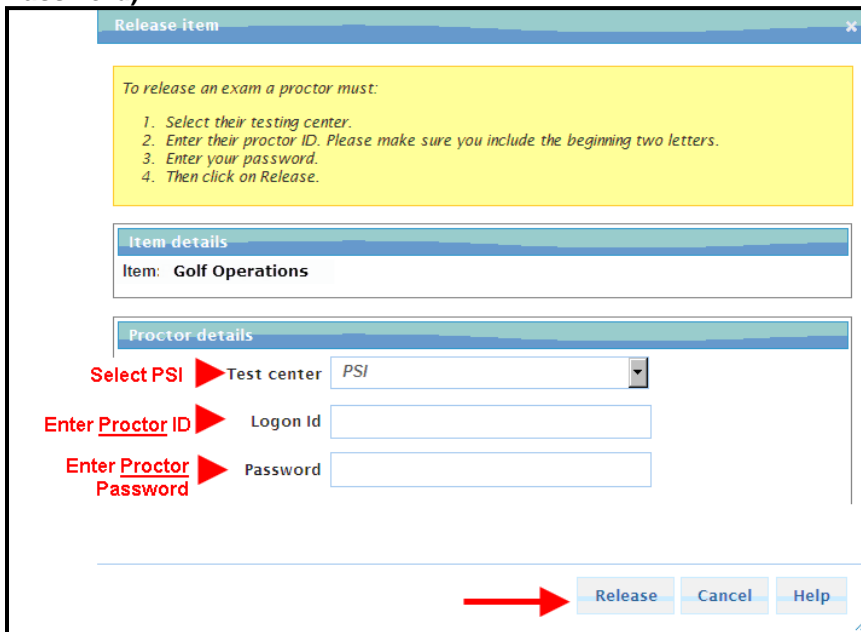 Release item
To release an exam a proctor must:
1. Select their testing center.
2. Enter their proctor ID. Please make sure you include the beginning two letters.
3. Enter your password.
4. Then click on Release.
Item details
Item: Golf Operations
Proctor details
Select PSI Test center PSI
Enter Proctor ID Logon Id
Enter Proctor Password
Password
Release Cancel Help